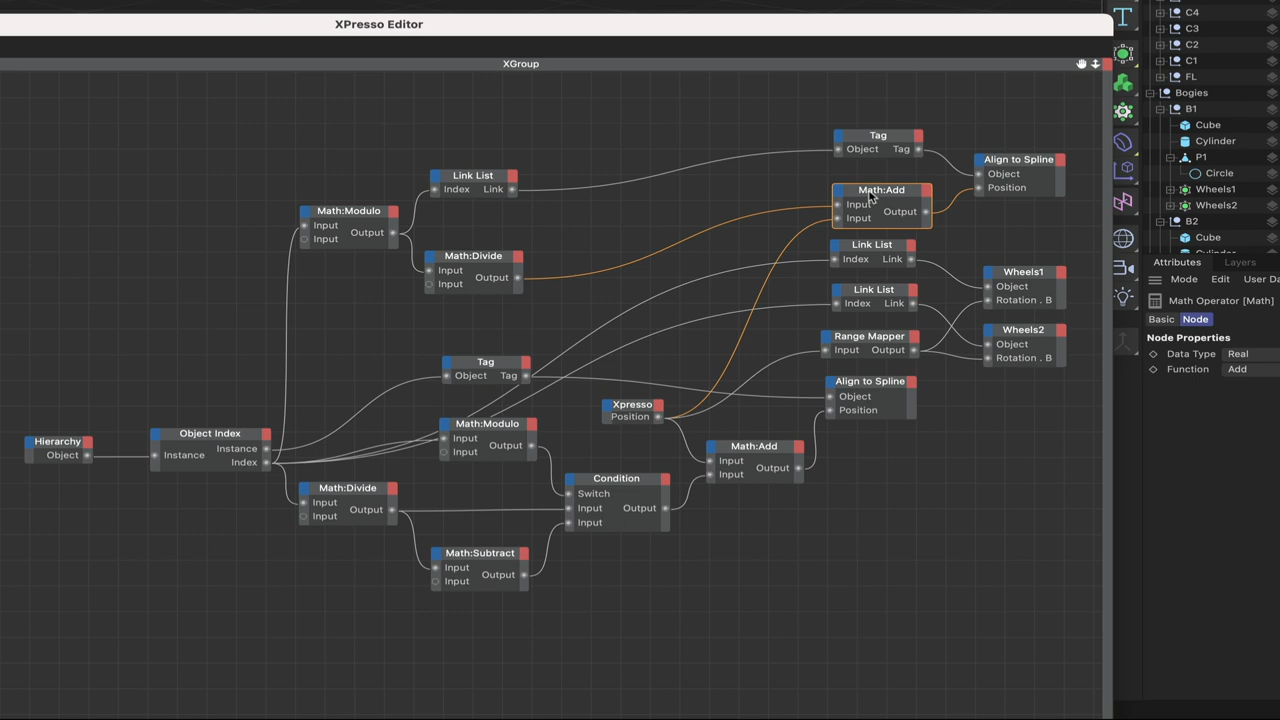 XPresso Editor
XGroup
Tag
Object Tag
Align to Spline
Object
Position
Link List
Index Link
Math:Add
Input
Input
Output
Math:Modulo
Input
Input
Output
Math:Divide
Input
Input
Output
Link List
Index Link
Link List
Index Link
Wheels1
Object
Rotation . B
Wheels2
Object
Rotation . B
Range Mapper
Input Output
Tag
Object Tag
Align to Spline
Object
Position
Xpresso
Position
Math:Modulo
Input
Input
Output
Hierarchy
Object
Object Index
Instance
Instance
Index
Math:Add
Input
Input
Output
Condition
Switch
Input
Input
Output
Math:Divide
Input
Input
Output
Math:Subtract
Input
Input
Output
C4
C3
C2
C1
FL
Bogies
B1
Cube
Cylinder
P1
Circle
Wheels1
Wheels2
B2
Cube
Attributes Layers
Mode Edit User Da
Math Operator [Math]
Basic Node
Node Properties
Data Type Real
Function Add